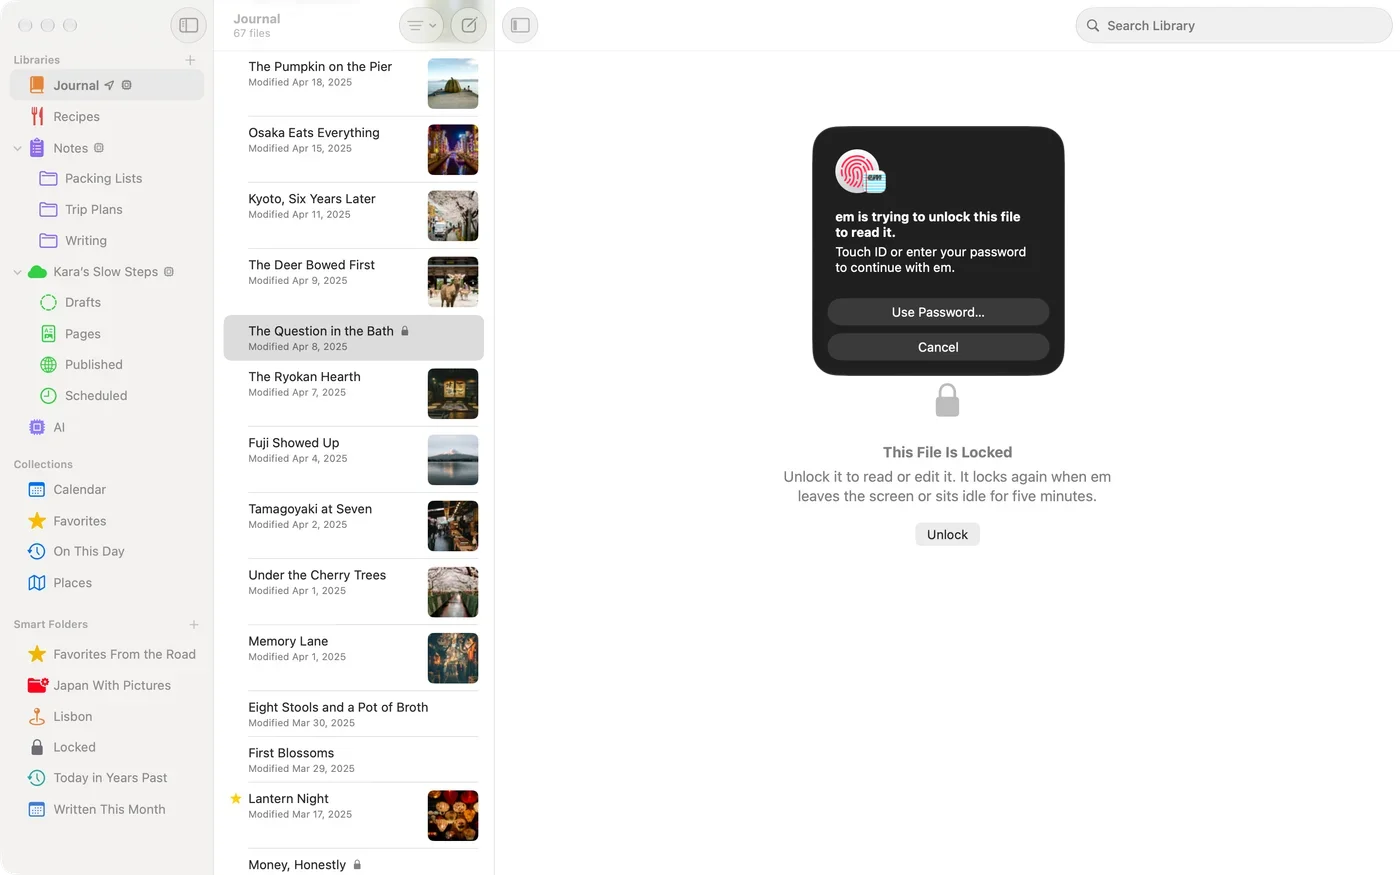 Libraries
Journal
Recipes
Notes
Packing Lists
Trip Plans
Writing
Kara's Slow Steps
Drafts
Pages
Published
Scheduled
AI
Collections
Calendar
Favorites
On This Day
Places
Smart Folders
Favorites From the Road
Japan With Pictures
Lisbon
Locked
Today in Years Past
Written This Month
Journal
67 files
The Pumpkin on the Pier
Modified Apr 18, 2025
Osaka Eats Everything
Modified Apr 15, 2025
Kyoto, Six Years Later
Modified Apr 11, 2025
The Deer Bowed First
Modified Apr 9, 2025
The Question in the Bath
Modified Apr 8, 2025
The Ryokan Hearth
Modified Apr 7, 2025
Fuji Showed Up
Modified Apr 4, 2025
Tamagoyaki at Seven
Modified Apr 2, 2025
Under the Cherry Trees
Modified Apr 1, 2025
Memory Lane
Modified Apr 1, 2025
Eight Stools and a Pot of Broth
Modified Mar 30, 2025
First Blossoms
Modified Mar 29, 2025
Lantern Night
Modified Mar 17, 2025
Money, Honestly
Search Library
em is trying to unlock this file
to read it.
Touch ID or enter your password
to continue with em.
Use Password...
Cancel
This File Is Locked
Unlock it to read or edit it. It locks again when em
leaves the screen or sits idle for five minutes.
Unlock